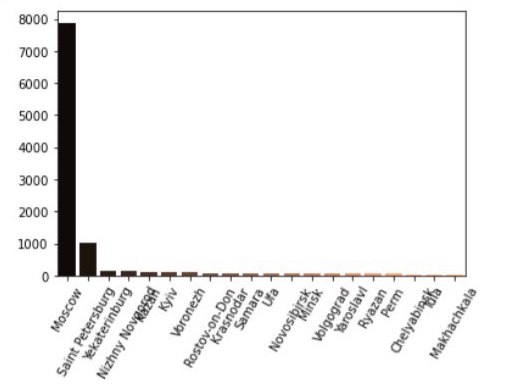 8000
7000
6000
5000
4000
3000
2000
1000
0
Moscow
Saint Petersburg
Yekaterinburg
Nizhny Novgorod
Kazan
Kyiv
Voronezh
Rostov-on-Don
Krasnodar
Samara
Ufa
Novosibirsk
Minsk
Volgograd
Yaroslavl
Ryazan
Perm
Chelyabinsk
Tula
Makhachkala